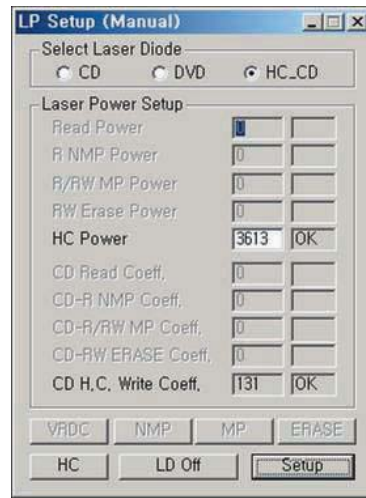 LP Setup (Manual)
Select Laser Diode
CD DVD HC_CD
Laser Power Setup
Read Power 0
R NMP Power 0
R/RW MP Power 0
RW Erase Power 0
HC Power 3613 OK
CD Read Coeff, 0
CD-R NMP Coeff, 0
CD-R/RW MP Coeff, 0
CD-RW ERASE Coeff, 0
CD H,C, Write Coeff, 131 OK
VRDC NMP MP ERASE
HC LD Off Setup